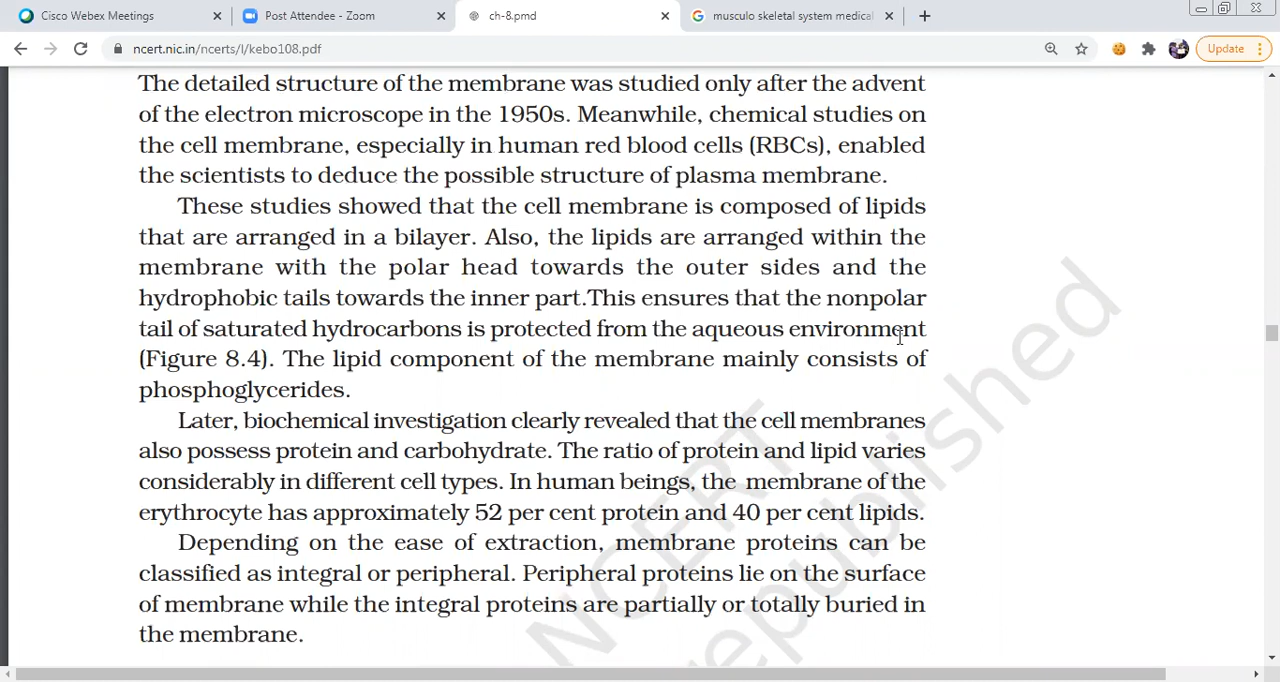 Cisco Webex Meetings
Post Attendee - Zoom
ch-8.pmd
musculo skeletal system medical
ncert.nic.in/ncerts/l/kebo108.pdf
Update
The detailed structure of the membrane was studied only after the advent
of the electron microscope in the 1950s. Meanwhile, chemical studies on
the cell membrane, especially in human red blood cells (RBCs), enabled
the scientists to deduce the possible structure of plasma membrane.
These studies showed that the cell membrane is composed of lipids
that are arranged in a bilayer. Also, the lipids are arranged within the
membrane with the polar head towards the outer sides and the
hydrophobic tails towards the inner part.This ensures that the nonpolar
tail of saturated hydrocarbons is protected from the aqueous environment
(Figure 8.4). The lipid component of the membrane mainly consists of
phosphoglycerides.
Later, biochemical investigation clearly revealed that the cell membranes
also possess protein and carbohydrate. The ratio of protein and lipid varies
considerably in different cell types. In human beings, the membrane of the
erythrocyte has approximately 52 per cent protein and 40 per cent lipids.
Depending on the ease of extraction, membrane proteins can be
classified as integral or peripheral. Peripheral proteins lie on the surface
of membrane while the integral proteins are partially or totally buried in
the membrane.
NCERT
republished